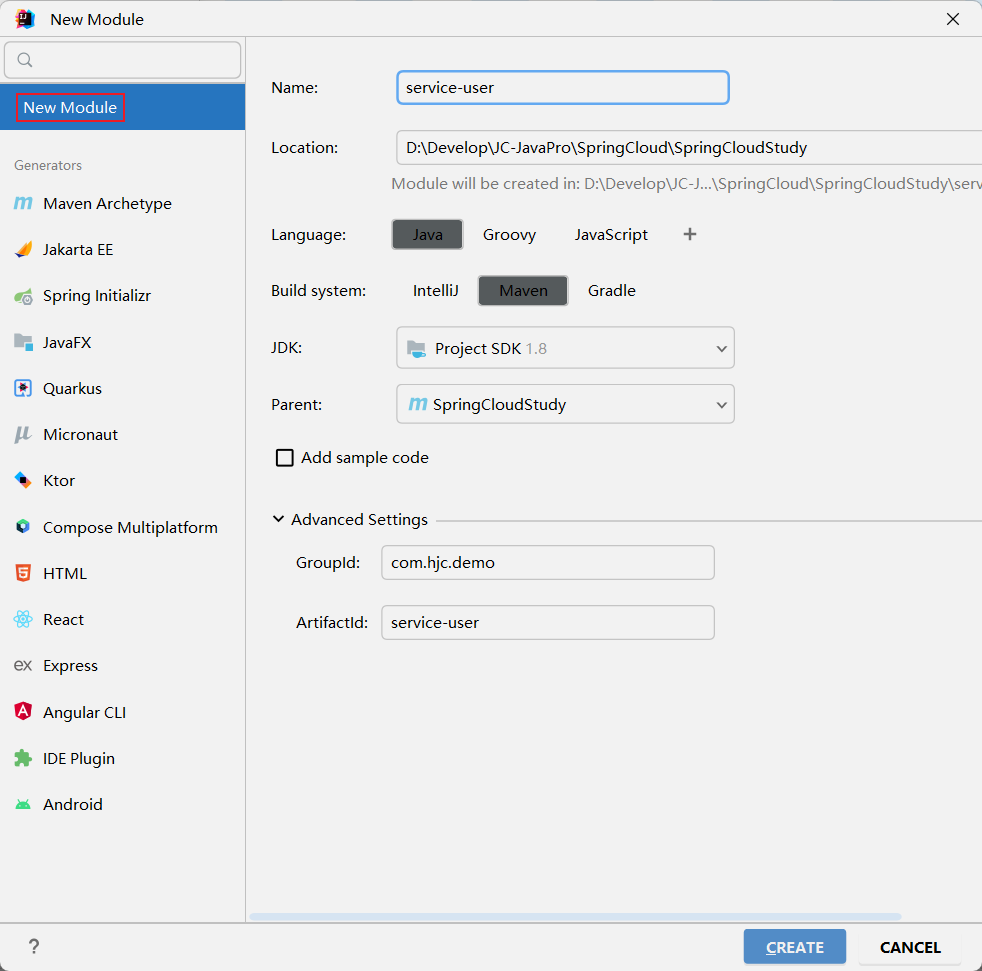 New Module
New Module
Generators
Maven Archetype
Jakarta EE
Spring Initializr
JavaFX
Quarkus
Micronaut
Ktor
Compose Multiplatform
HTML
React
Express
Angular CLI
IDE Plugin
Android
Name: service-user
Location: D:\Develop\JC-JavaPro\SpringCloud\SpringCloudStudy
Module will be created in: D:\Develop\JC-J...\SpringCloud\SpringCloudStudy\serv
Language: Java Groovy JavaScript +
Build system: IntelliJ Maven Gradle
JDK: Project SDK 1.8
Parent: SpringCloudStudy
Add sample code
Advanced Settings
GroupId: com.hjc.demo
ArtifactId: service-user
? CREATE CANCEL